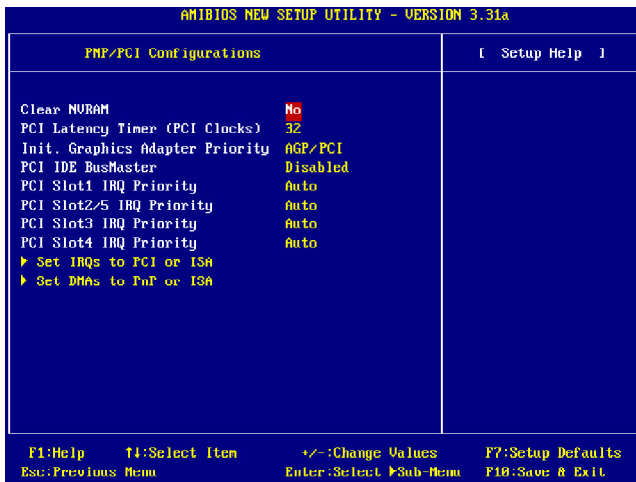 AMIBIOS NEW SETUP UTILITY - VERSION 3.31a
PNP/PCI Configurations
[ Setup Help ]
Clear NVRAM No
PCI Latency Timer (PCI Clocks) 32
Init. Graphics Adapter Priority AGP/PCI
PCI IDE BusMaster Disabled
PCI Slot1 IRQ Priority Auto
PCI Slot2/5 IRQ Priority Auto
PCI Slot3 IRQ Priority Auto
PCI Slot4 IRQ Priority Auto
▶ Set IRQs to PCI or ISA
▶ Set DMAs to PnP or ISA
F1:Help ↑↓:Select Item +/-:Change Values F7:Setup Defaults
Esc:Previous Menu Enter:Select ▶Sub-Menu F10:Save & Exit